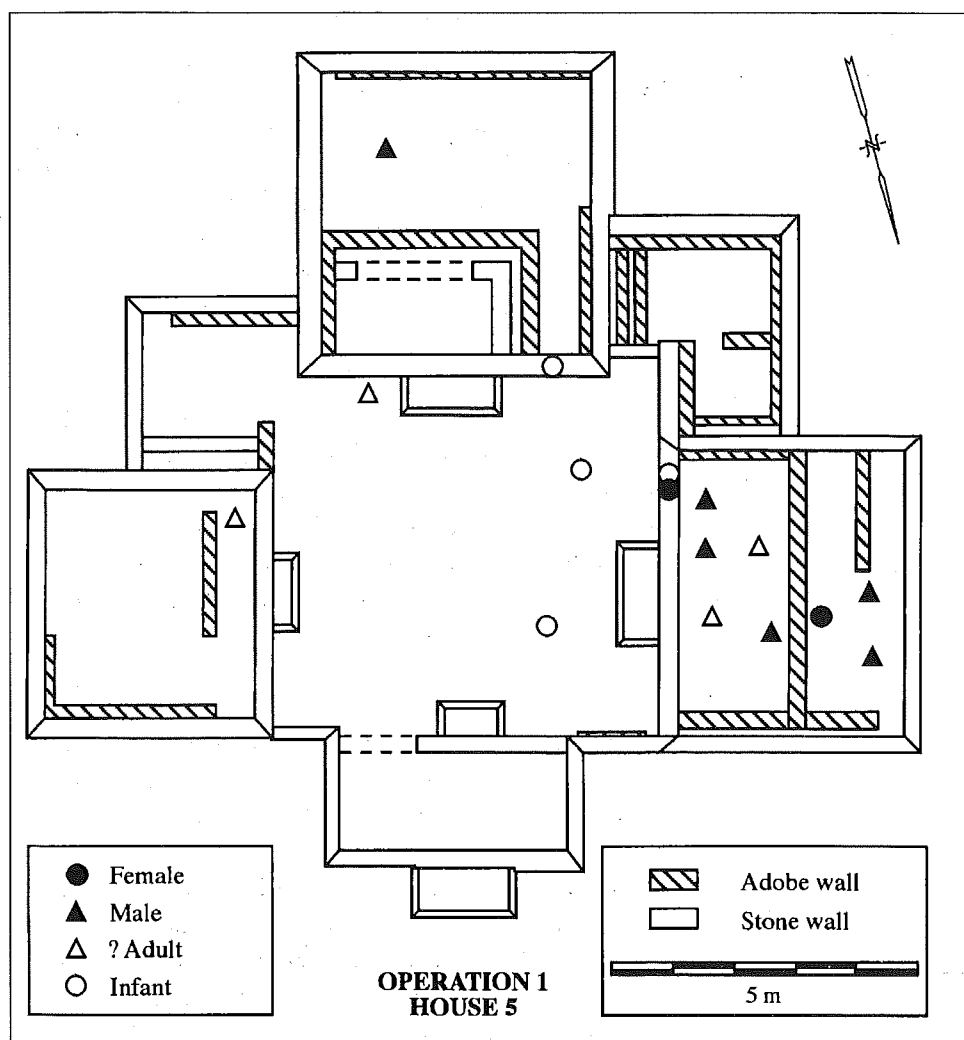 Female
Male
? Adult
Infant
OPERATION 1
HOUSE 5
Adobe wall
Stone wall
5 m